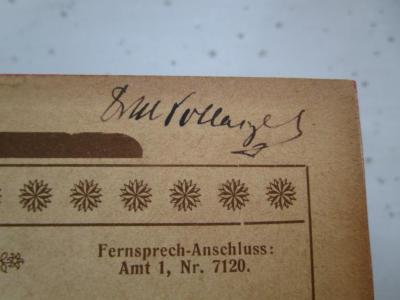 Fernsprech-Anschluss:
Amt 1, Nr. 7120.